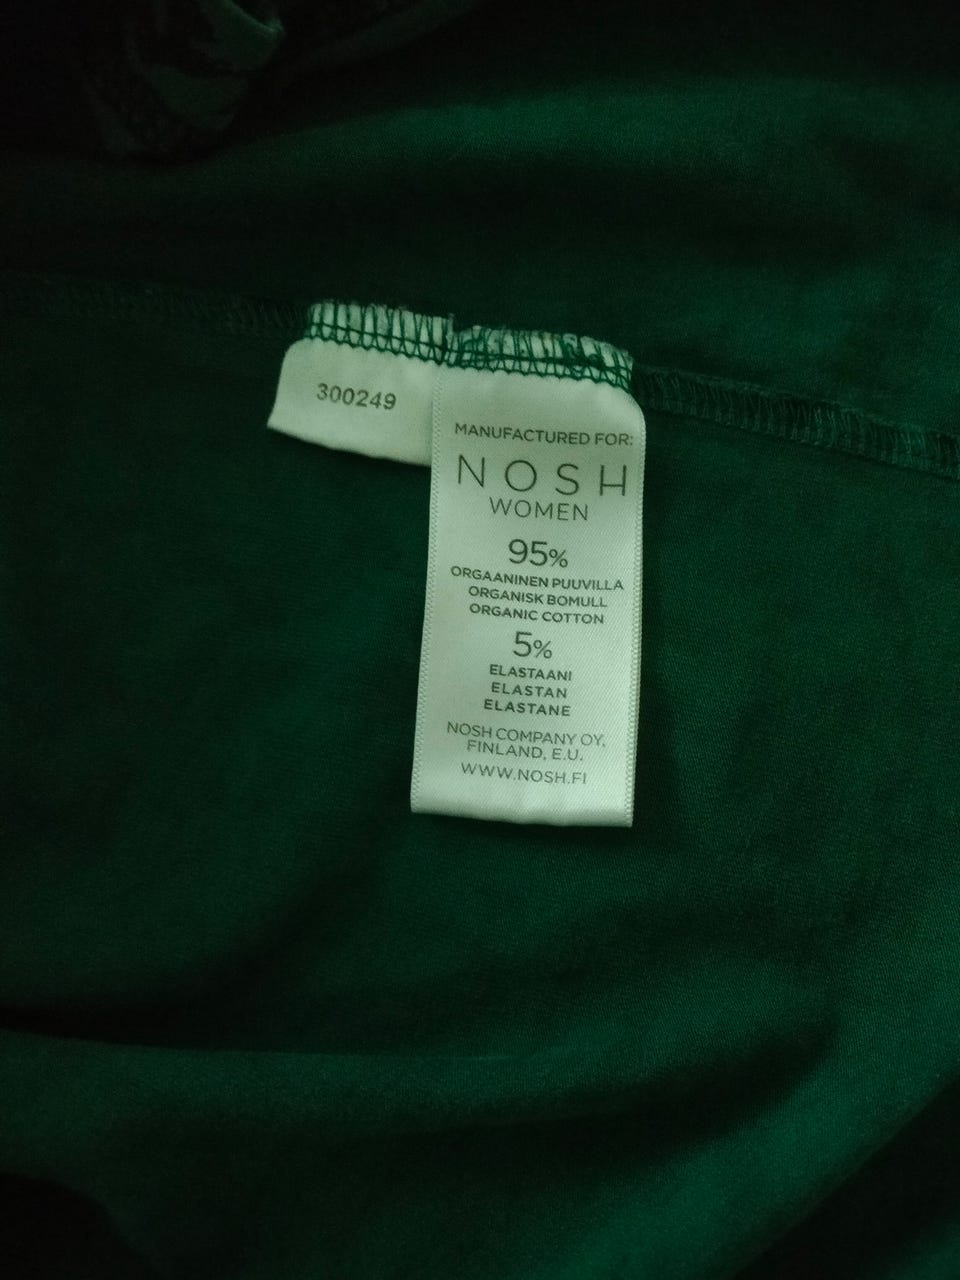 300249
MANUFACTURED FOR:
NOSH
WOMEN
95%
ORGAANINEN PUUVILLA
ORGANISK BOMULL
ORGANIC COTTON
5%
ELASTAANI
ELASTAN
ELASTANE
NOSH COMPANY OY,
FINLAND, E.U.
WWW.NOSH.FI